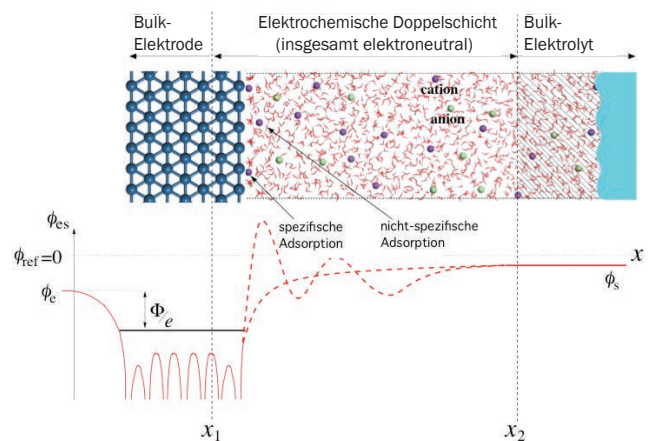 Bulk-
Elektrode
Elektrochemische Doppelschicht
(insgesamt elektroneutral)
Bulk-
Elektrolyt
cation
anion
spezifische
Adsorption
nicht-spezifische
Adsorption
ϕes
ϕref=0
ϕe
Φ/e
x
ϕs
x1
x2